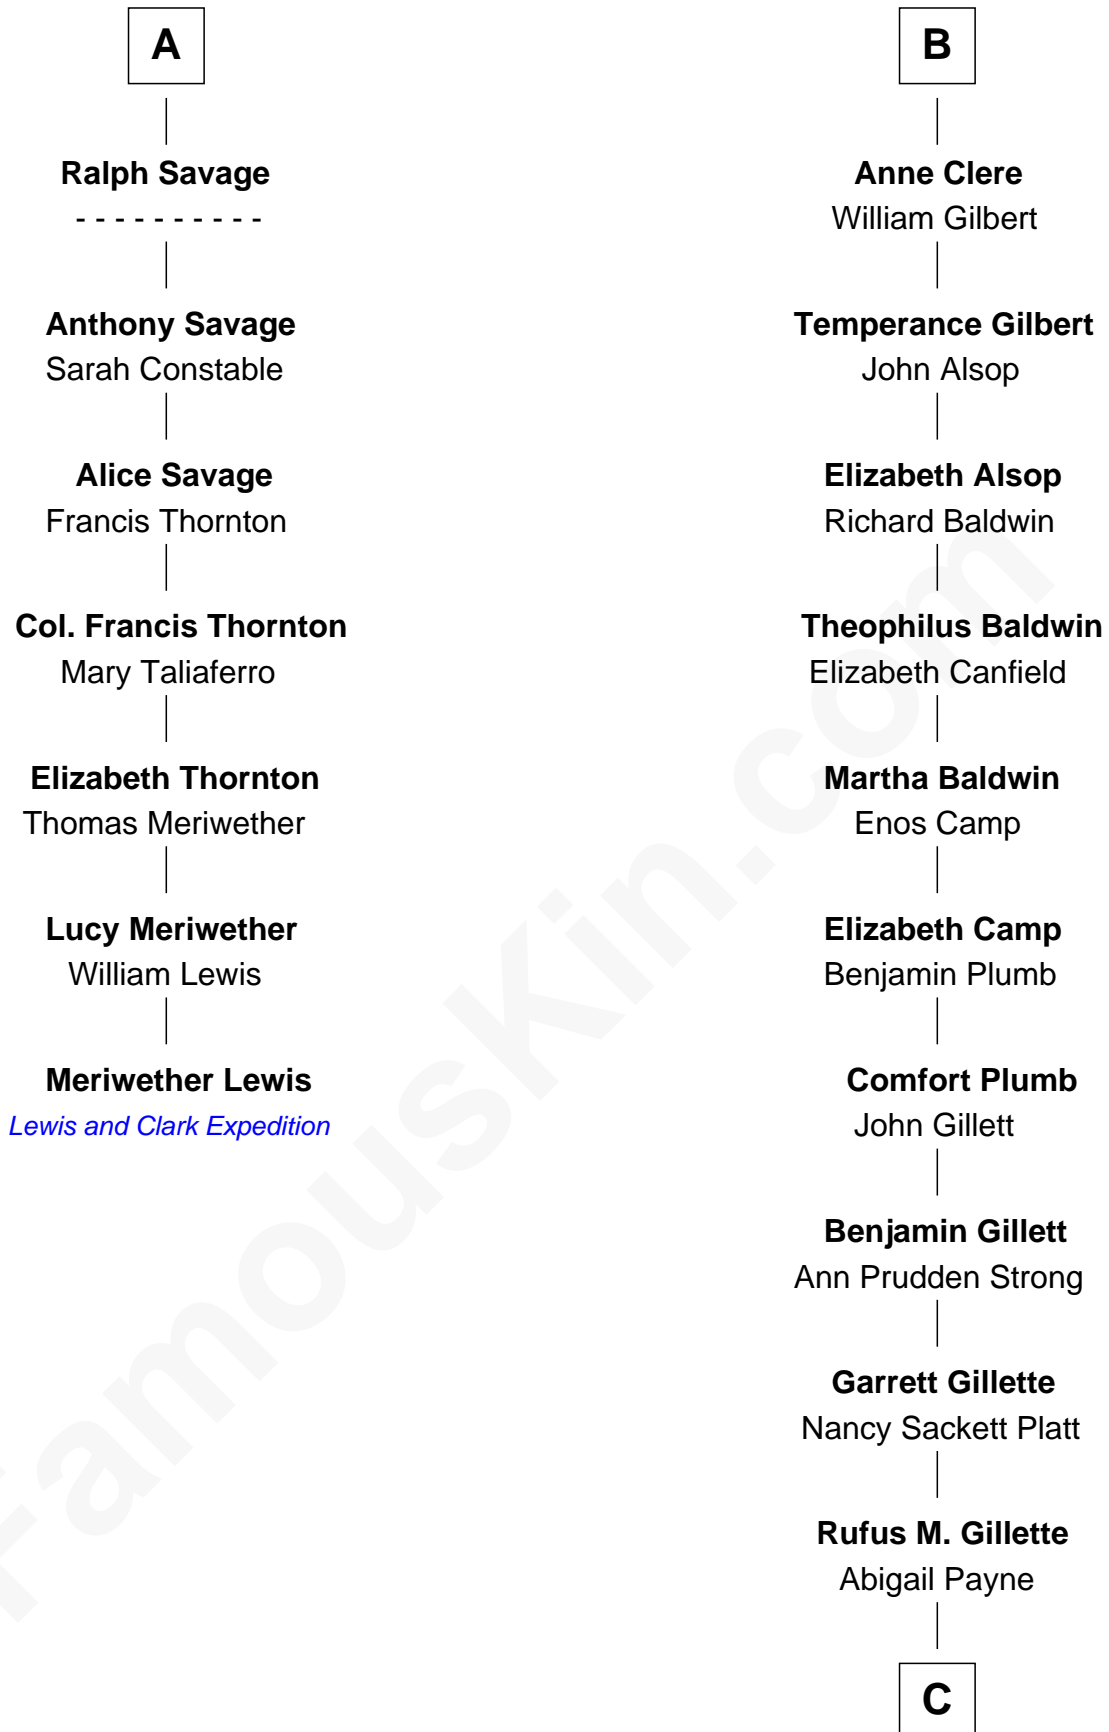 A
Ralph Savage
- - - - - - - - - -
Anthony Savage
Sarah Constable
Alice Savage
Francis Thornton
Col. Francis Thornton
Mary Taliaferro
Elizabeth Thornton
Thomas Meriwether
Lucy Meriwether
William Lewis
Meriwether Lewis
Lewis and Clark Expedition
B
Anne Clere
William Gilbert
Temperance Gilbert
John Alsop
Elizabeth Alsop
Richard Baldwin
Theophilus Baldwin
Elizabeth Canfield
Martha Baldwin
Enos Camp
Elizabeth Camp
Benjamin Plumb
Comfort Plumb
John Gillett
Benjamin Gillett
Ann Prudden Strong
Garrett Gillette
Nancy Sackett Platt
Rufus M. Gillette
Abigail Payne
C
FamousKin.com